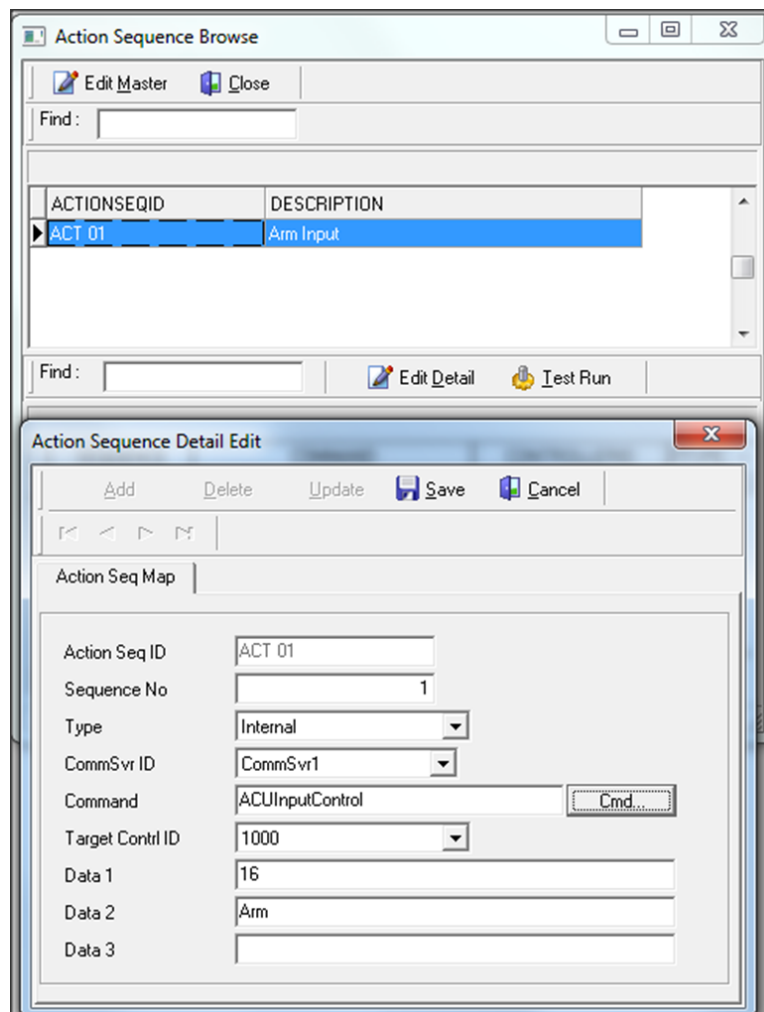 Action Sequence Browse
Edit Master Close
Find :
ACTIONSEQID DESCRIPTION
ACT 01 Arm Input
Find : Edit Detail Test Run
Action Sequence Detail Edit
Add Delete Update Save Cancel
Action Seq Map
Action Seq ID ACT 01
Sequence No 1
Type Internal
CommSvr ID CommSvr1
Command ACUInputControl Cmd...
Target Contrl ID 1000
Data 1 16
Data 2 Arm
Data 3